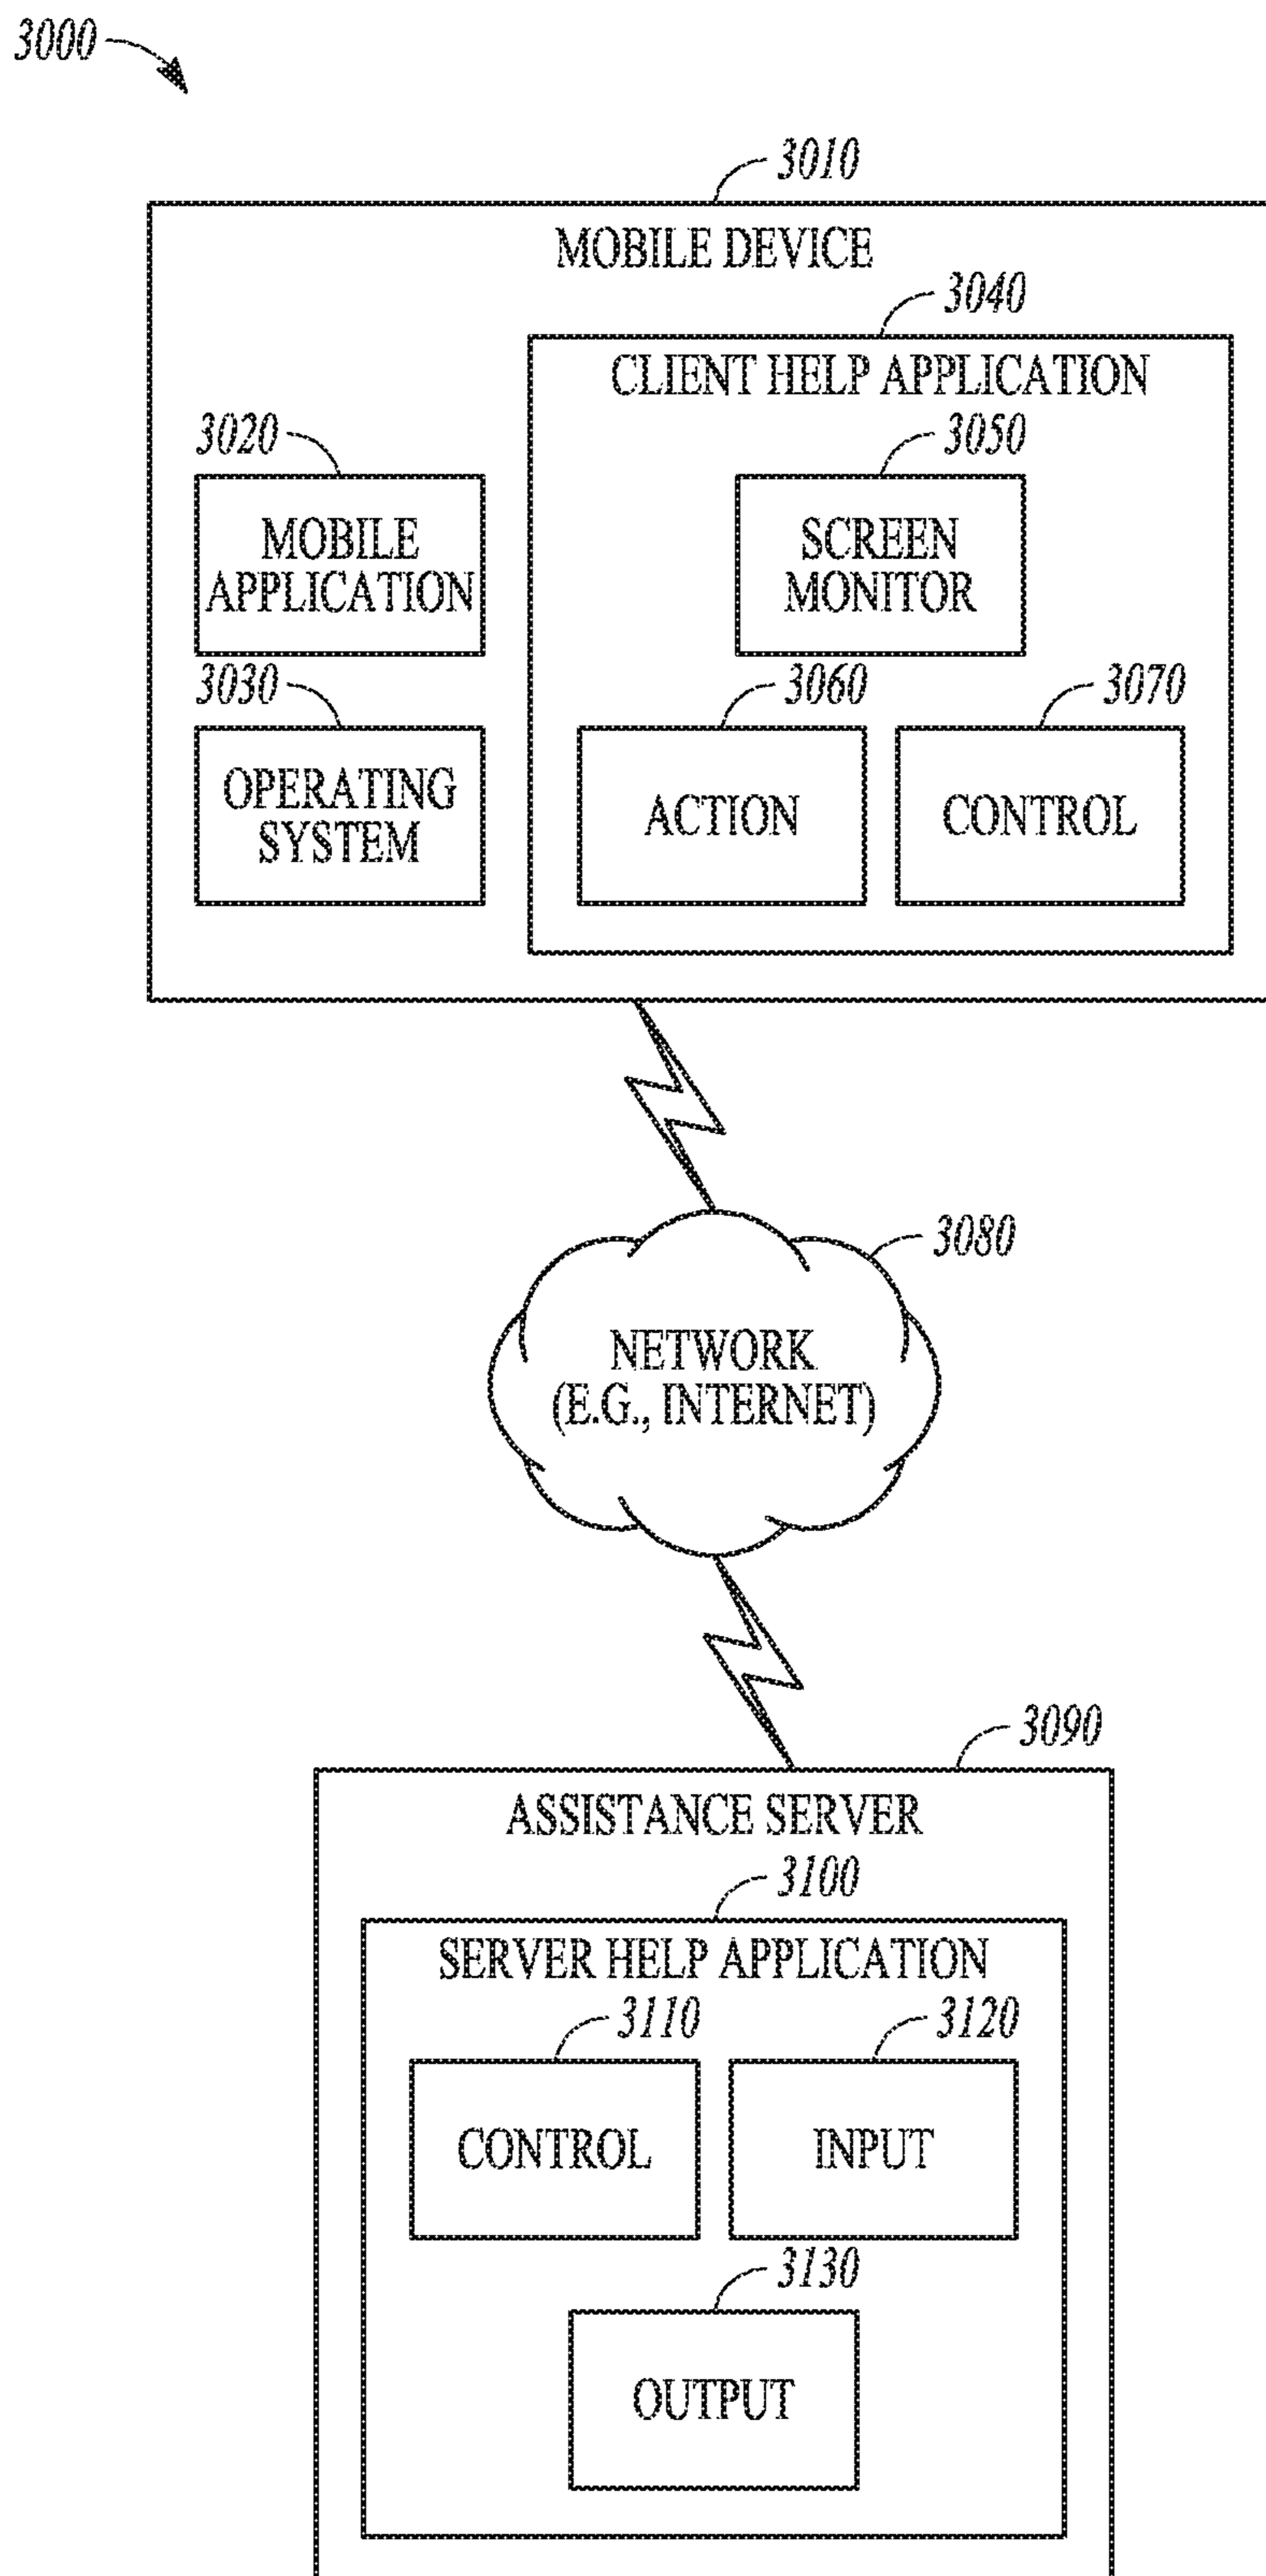 3000
3010
MOBILE DEVICE
3040
CLIENT HELP APPLICATION
3020
3050
MOBILE
APPLICATION
SCREEN
MONITOR
3030
3060
3070
OPERATING
SYSTEM
ACTION
CONTROL
3080
NETWORK
(E.G., INTERNET)
3090
ASSISTANCE SERVER
3100
SERVER HELP APPLICATION
3110
3120
CONTROL
INPUT
3130
OUTPUT